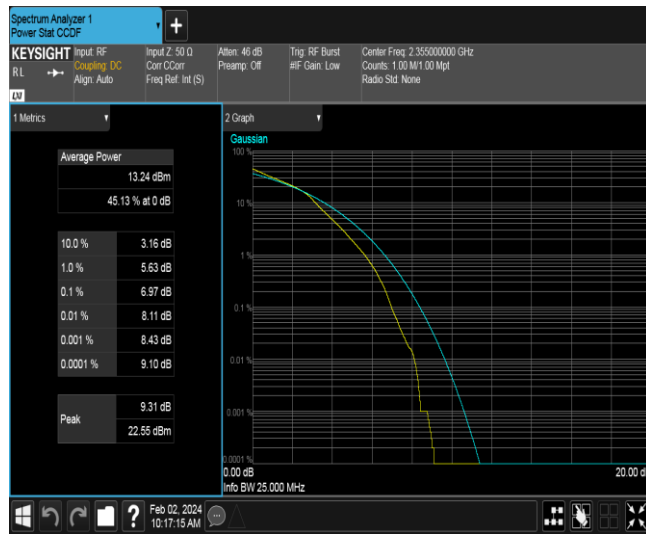 Spectrum Analyzer 1
Power Stat CCDF
+
KEYSIGHT
RL
LXI
Input: RF
Coupling: DC
Align: Auto
Input Z: 50 Ω
Corr CCorr
Freq Ref: Int (S)
Atten: 46 dB
Preamp: Off
Trig: RF Burst
#IF Gain: Low
Center Freq: 2.355000000 GHz
Counts: 1.00 M/1.00 Mpt
Radio Std: None
1 Metrics
Average Power
13.24 dBm
45.13 % at 0 dB
10.0 % 3.16 dB
1.0 % 5.63 dB
0.1 % 6.97 dB
0.01 % 8.11 dB
0.001 % 8.43 dB
0.0001 % 9.10 dB
Peak
9.31 dB
22.55 dBm
2 Graph
Gaussian
100 %
10 %
1 %
0.1 %
0.01 %
0.001 %
0.0001 %
0.00 dB
20.00 d
Info BW 25.000 MHz
?
Feb 02, 2024
10:17:15 AM